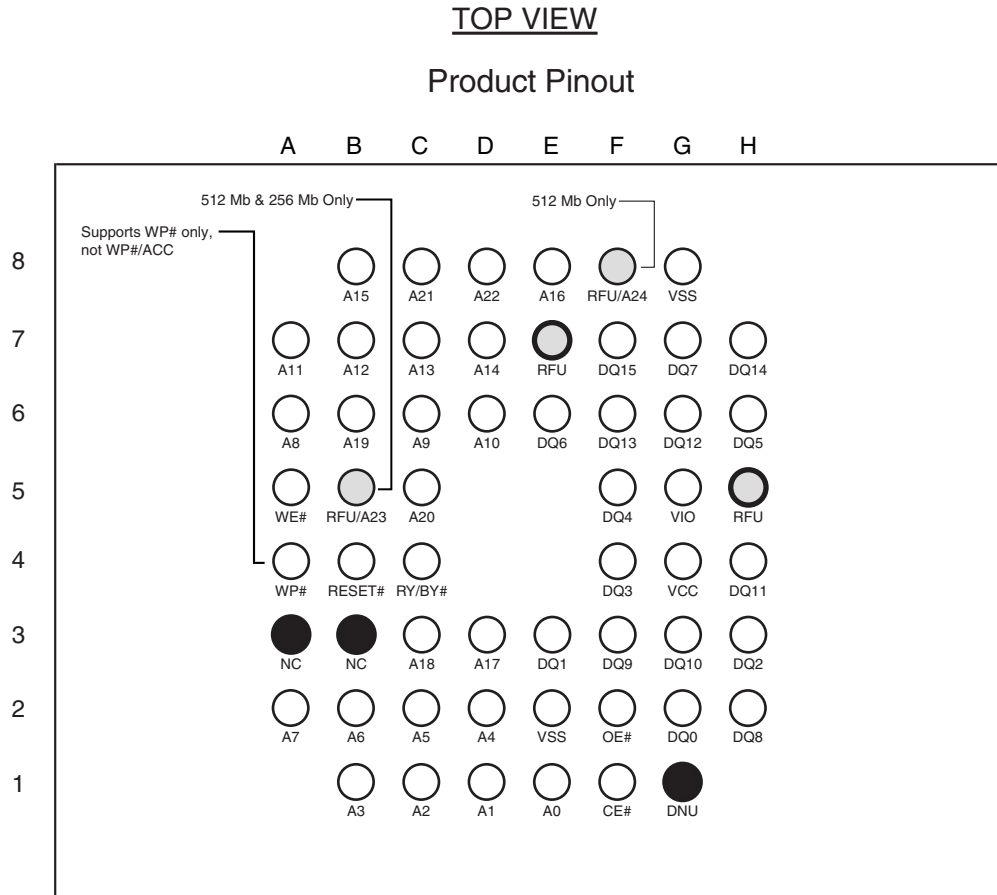 TOP VIEW
Product Pinout
A B C D E F G H
512 Mb & 256 Mb Only
512 Mb Only
Supports WP# only,
not WP#/ACC
8
A15 A21 A22 A16 RFU/A24 VSS
7
A11 A12 A13 A14 RFU DQ15 DQ7 DQ14
6
A8 A19 A9 A10 DQ6 DQ13 DQ12 DQ5
5
WE# RFU/A23 A20 DQ4 VIO RFU
4
WP# RESET# RY/BY# DQ3 VCC DQ11
3
NC NC A18 A17 DQ1 DQ9 DQ10 DQ2
2
A7 A6 A5 A4 VSS OE# DQ0 DQ8
1
A3 A2 A1 A0 CE# DNU